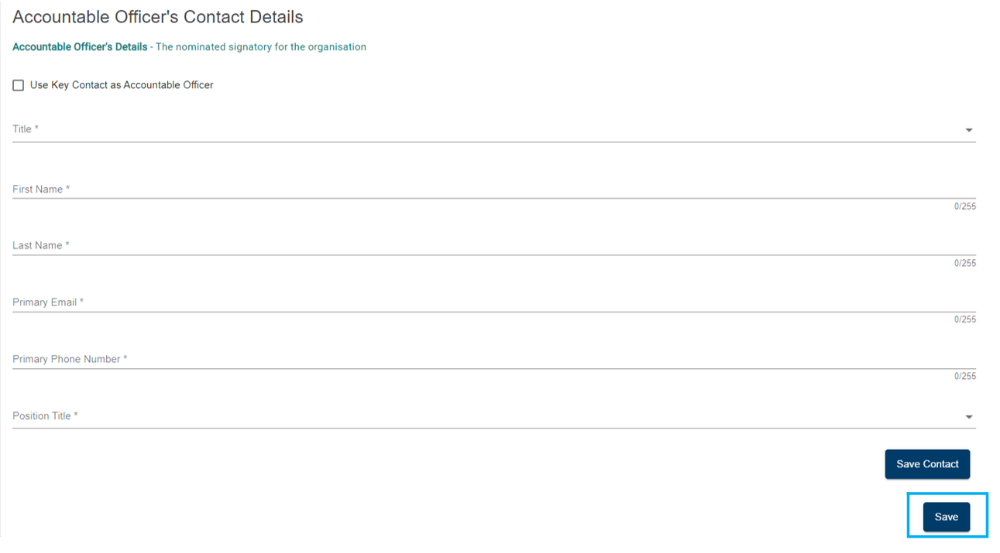 Accountable Officer's Contact Details
Accountable Officer's Details - The nominated signatory for the organisation
Use Key Contact as Accountable Officer
Title *
First Name *
0/255
Last Name *
0/255
Primary Email *
0/255
Primary Phone Number *
0/255
Position Title *
Save Contact
Save